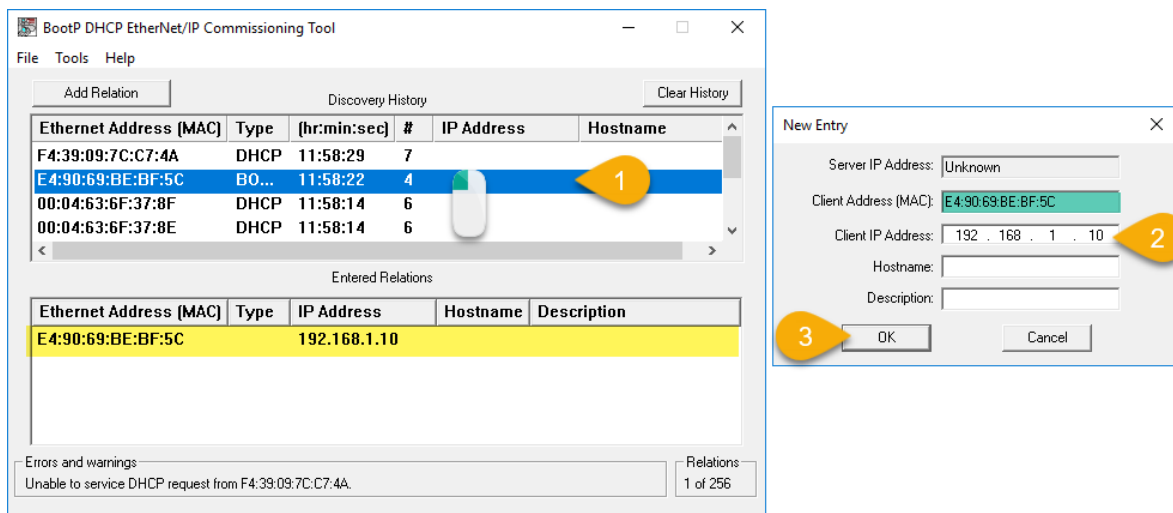 BootP DHCP EtherNet/IP Commissioning Tool
File Tools Help
Add Relation Discovery History Clear History
Ethernet Address (MAC) Type (hr:min:sec) # IP Address Hostname
F4:39:09:7C:C7:4A DHCP 11:58:29 7
E4:90:69:BE:BF:5C BO... 11:58:22 4
00:04:63:6F:37:8F DHCP 11:58:14 6
00:04:63:6F:37:8E DHCP 11:58:14 6
1
Entered Relations
Ethernet Address (MAC) Type IP Address Hostname Description
E4:90:69:BE:BF:5C 192.168.1.10
Errors and warnings
Unable to service DHCP request from F4:39:09:7C:C7:4A.
Relations
1 of 256
New Entry
Server IP Address: Unknown
Client Address (MAC): E4:90:69:BE:BF:5C
Client IP Address: 192 . 168 . 1 . 10
2
Hostname:
Description:
3
OK Cancel